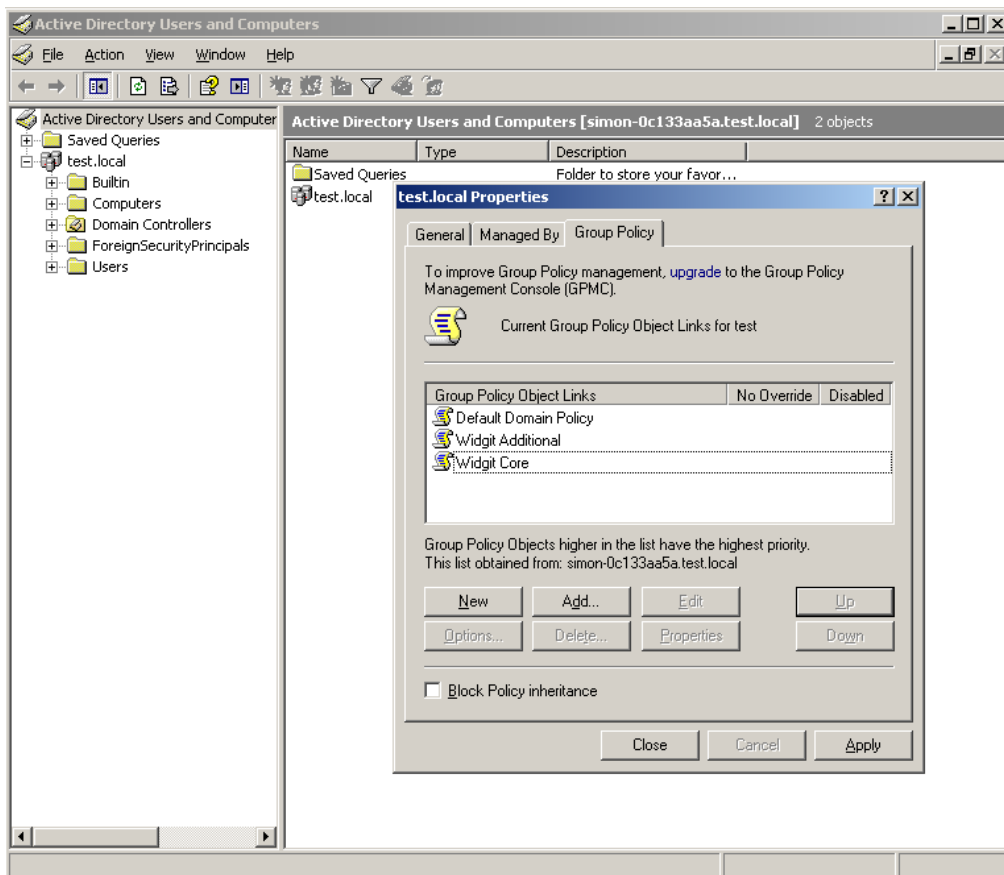 Active Directory Users and Computers
File Action View Window Help
Active Directory Users and Computer
Saved Queries
test.local
Builtin
Computers
Domain Controllers
ForeignSecurityPrincipals
Users
Active Directory Users and Computers [simon-0c133aa5a.test.local] 2 objects
Name Type Description
Saved Queries Folder to store your favor...
test.local
test.local Properties
General Managed By Group Policy
To improve Group Policy management, upgrade to the Group Policy
Management Console (GPMC).
Current Group Policy Object Links for test
Group Policy Object Links No Override Disabled
Default Domain Policy
Widgit Additional
Widgit Core
Group Policy Objects higher in the list have the highest priority.
This list obtained from: simon-0c133aa5a.test.local
New Add... Edit Up
Options... Delete... Properties Down
Block Policy inheritance
Close Cancel Apply